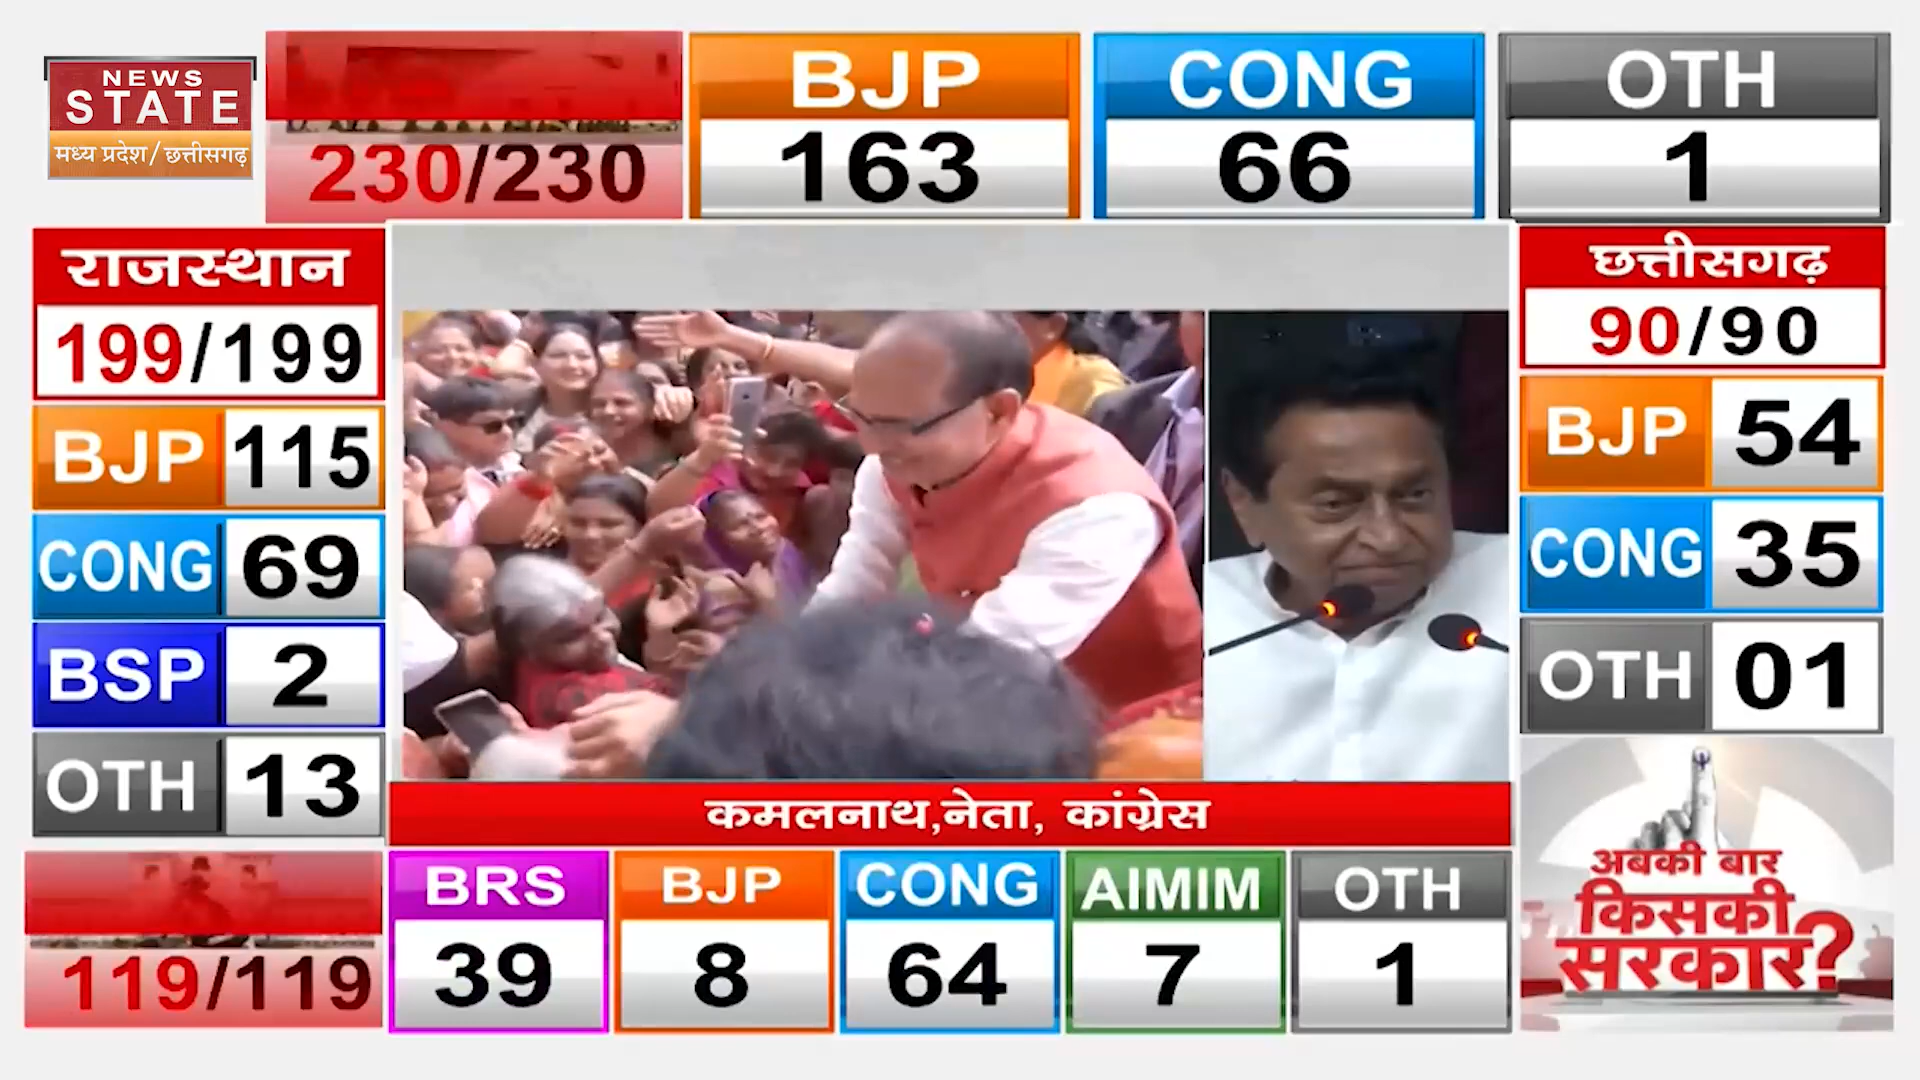 NEWS
STATE
मध्य प्रदेश/छत्तीसगढ़
230/230
BJP
163
CONG
66
OTH
1
राजस्थान
199/199
BJP 115
CONG 69
BSP 2
OTH 13
छत्तीसगढ़
90/90
BJP 54
CONG 35
OTH 01
कमलनाथ,नेता, कांग्रेस
119/119
BRS
39
BJP
8
CONG
64
AIMIM
7
OTH
1
अबकी बार
किसकी
सरकार?